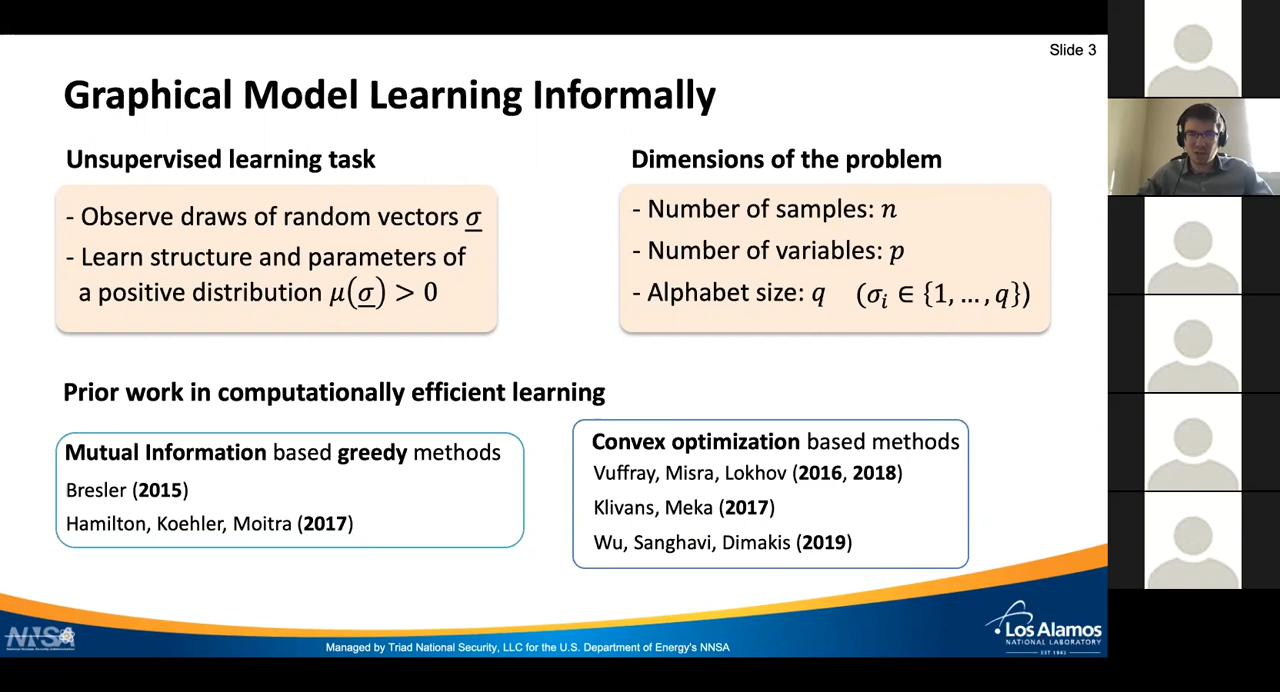 Slide 3
Graphical Model Learning Informally
Unsupervised learning task
- Observe draws of random vectors σ
- Learn structure and parameters of
a positive distribution μ(σ) > 0
Dimensions of the problem
- Number of samples: n
- Number of variables: p
- Alphabet size: q (σᵢ ∈ {1, … , q})
Prior work in computationally efficient learning
Mutual Information based greedy methods
Bresler (2015)
Hamilton, Koehler, Moitra (2017)
Convex optimization based methods
Vuffray, Misra, Lokhov (2016, 2018)
Klivans, Meka (2017)
Wu, Sanghavi, Dimakis (2019)
NNSA
Managed by Triad National Security, LLC for the U.S. Department of Energy's NNSA
Los Alamos
NATIONAL LABORATORY
EST 1943